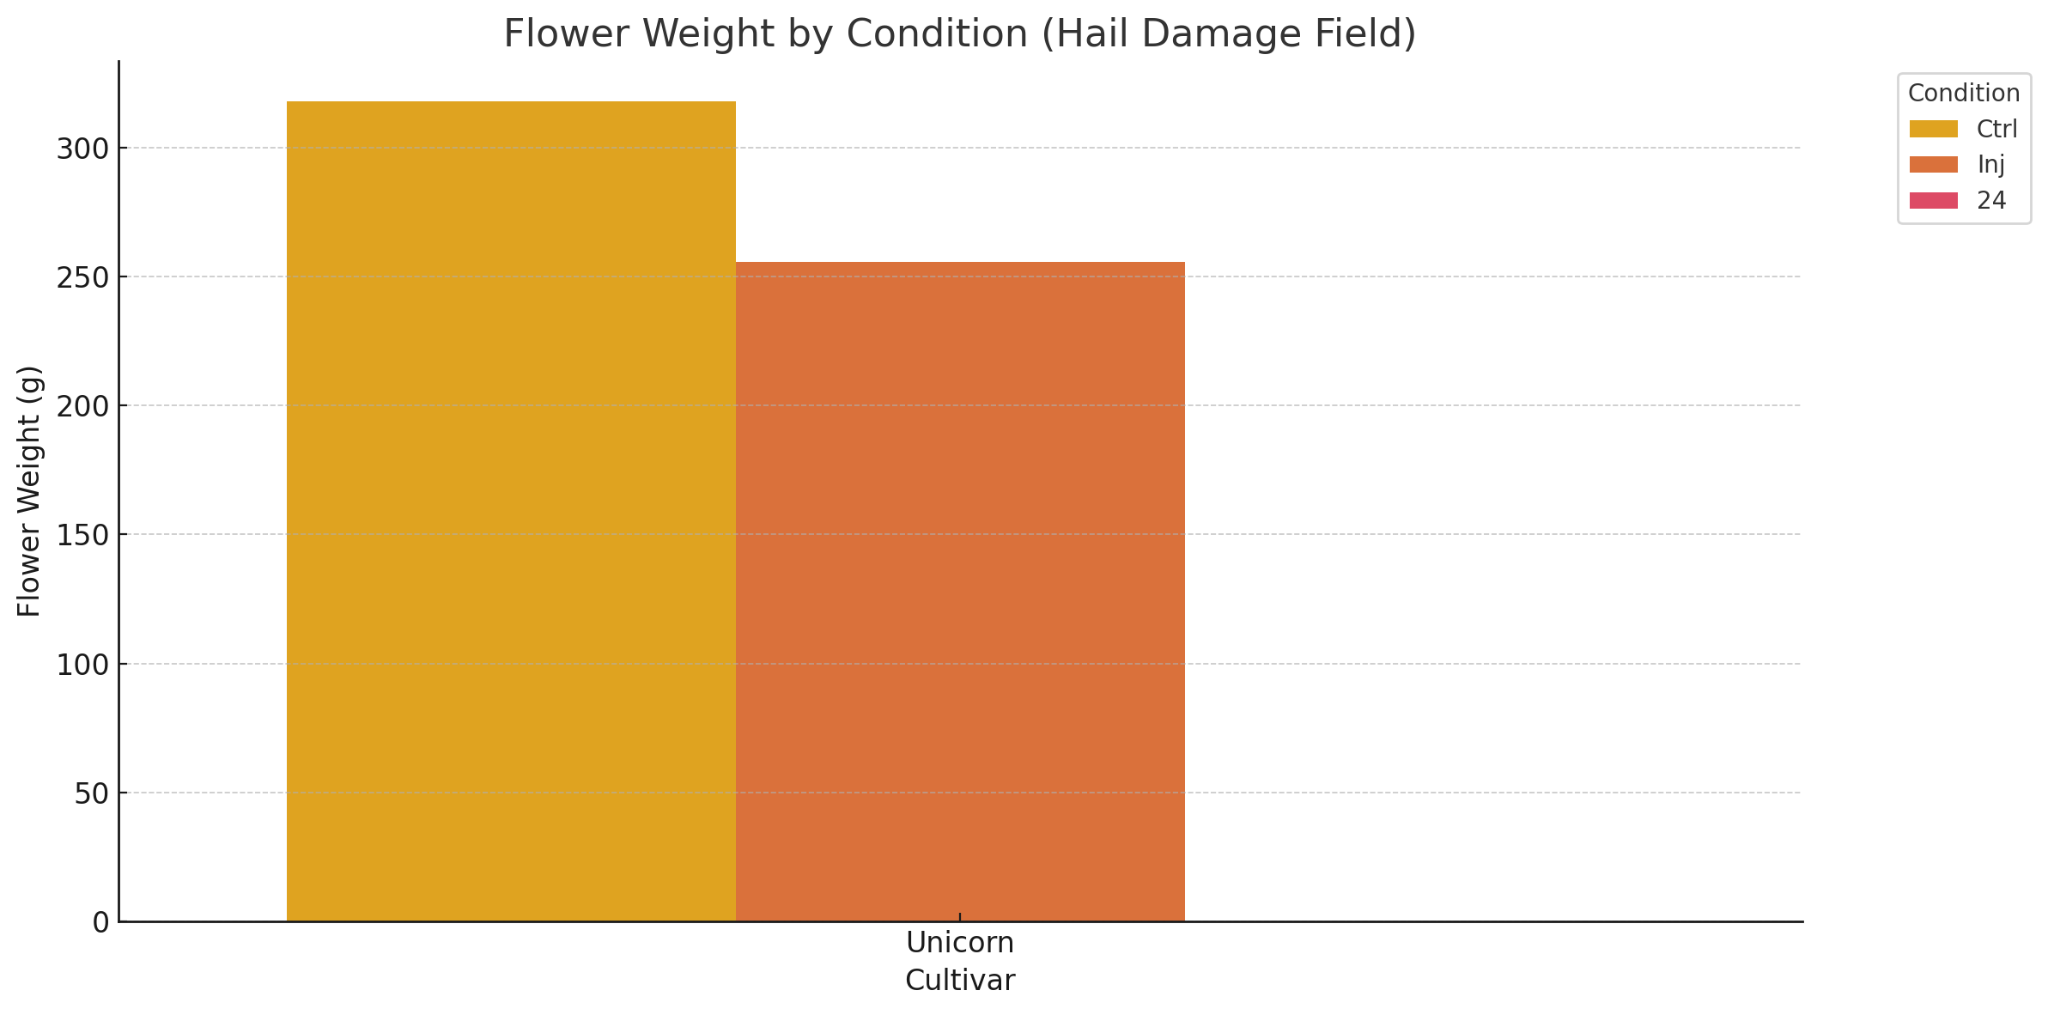 Flower Weight by Condition (Hail Damage Field)
Condition
Ctrl
Inj
24
Flower Weight (g)
300
250
200
150
100
50
0
Unicorn
Cultivar